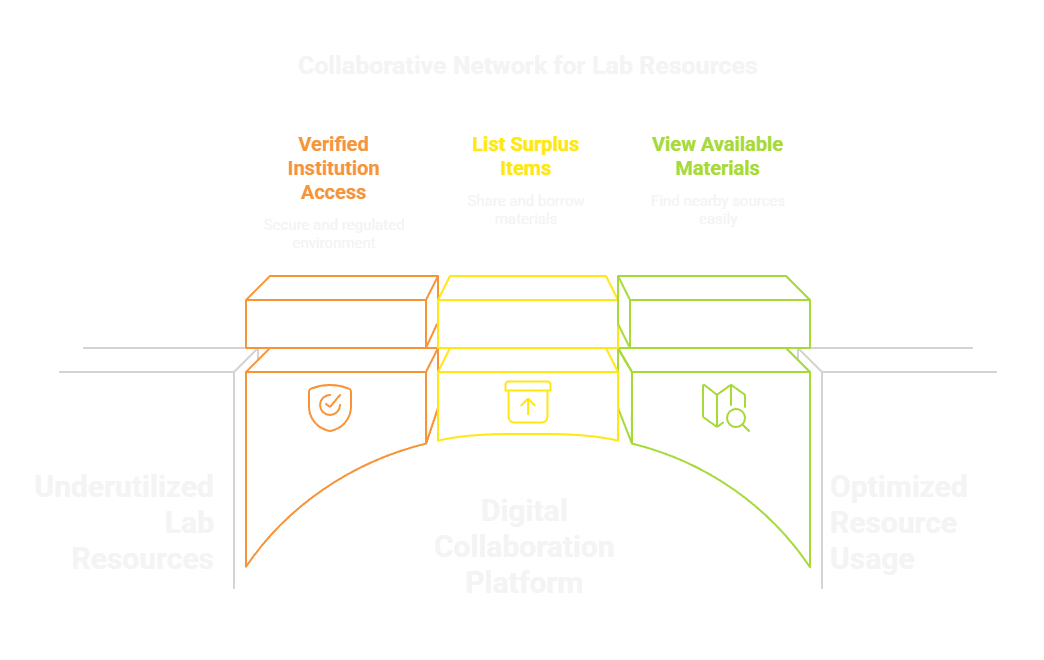 Collaborative Network for Lab Resources
Verified
Institution
Access
Secure and regulated
environment
List Surplus
Items
Share and borrow
materials
View Available
Materials
Find nearby sources
easily
Underutilized
Lab
Resources
Digital
Collaboration
Platform
Optimized
Resource
Usage